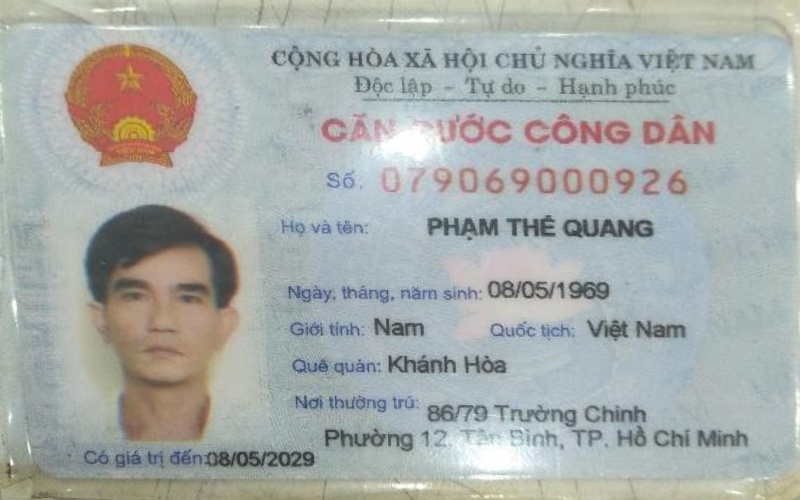 CỘNG HÒA XÃ HỘI CHỦ NGHĨA VIỆT NAM
Độc lập - Tự do - Hạnh phúc
CĂN CƯỚC CÔNG DÂN
Số: 079069000926
Họ và tên: PHẠM THẾ QUANG
Ngày, tháng, năm sinh: 08/05/1969
Giới tính: Nam Quốc tịch: Việt Nam
Quê quán: Khánh Hòa
Nơi thường trú: 86/79 Trường Chinh
Phường 12, Tân Bình, TP. Hồ Chí Minh
Có giá trị đến: 08/05/2029